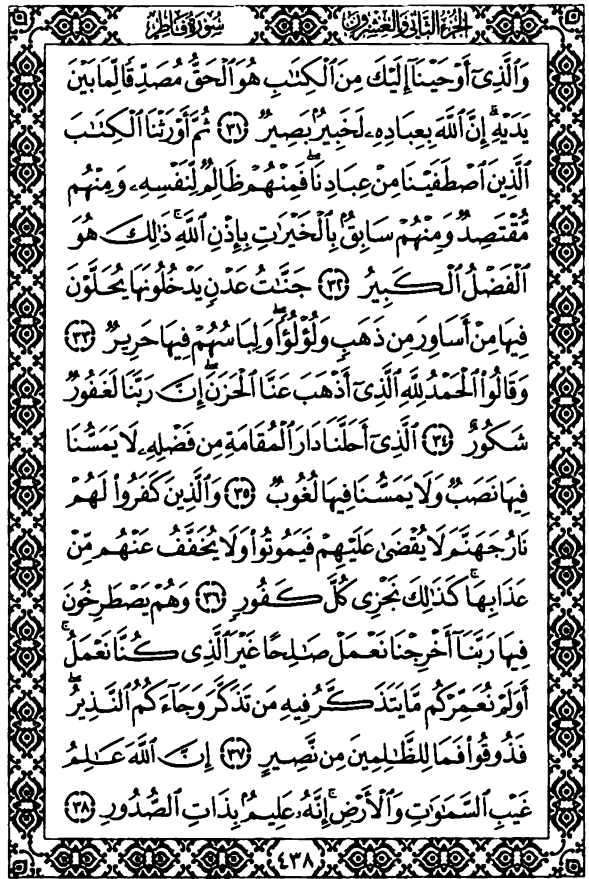 سورة فاطر
الجزء الثاني والعشرون
وَٱلَّذِىٓ أَوْحَيْنَآ إِلَيْكَ مِنَ ٱلْكِتَٰبِ هُوَ ٱلْحَقُّ مُصَدِّقًا لِّمَا بَيْنَ
يَدَيْهِ ۗ إِنَّ ٱللَّهَ بِعِبَادِهِۦ لَخَبِيرٌۢ بَصِيرٌ ٣١ ثُمَّ أَوْرَثْنَا ٱلْكِتَٰبَ
ٱلَّذِينَ ٱصْطَفَيْنَا مِنْ عِبَادِنَا ۖ فَمِنْهُمْ ظَالِمٌ لِّنَفْسِهِۦ وَمِنْهُم
مُّقْتَصِدٌ وَمِنْهُمْ سَابِقٌۢ بِٱلْخَيْرَٰتِ بِإِذْنِ ٱللَّهِ ۚ ذَٰلِكَ هُوَ
ٱلْفَضْلُ ٱلْكَبِيرُ ٣٢ جَنَّٰتُ عَدْنٍ يَدْخُلُونَهَا يُحَلَّوْنَ
فِيهَا مِنْ أَسَاوِرَ مِن ذَهَبٍ وَلُؤْلُؤًا ۖ وَلِبَاسُهُمْ فِيهَا حَرِيرٌ ٣٣
وَقَالُوا۟ ٱلْحَمْدُ لِلَّهِ ٱلَّذِىٓ أَذْهَبَ عَنَّا ٱلْحَزَنَ ۖ إِنَّ رَبَّنَا لَغَفُورٌ
شَكُورٌ ٣٤ ٱلَّذِىٓ أَحَلَّنَا دَارَ ٱلْمُقَامَةِ مِن فَضْلِهِۦ لَا يَمَسُّنَا
فِيهَا نَصَبٌ وَلَا يَمَسُّنَا فِيهَا لُغُوبٌ ٣٥ وَٱلَّذِينَ كَفَرُوا۟ لَهُمْ
نَارُ جَهَنَّمَ لَا يُقْضَىٰ عَلَيْهِمْ فَيَمُوتُوا۟ وَلَا يُخَفَّفُ عَنْهُم مِّنْ
عَذَابِهَا ۚ كَذَٰلِكَ نَجْزِى كُلَّ كَفُورٍ ٣٦ وَهُمْ يَصْطَرِخُونَ
فِيهَا رَبَّنَآ أَخْرِجْنَا نَعْمَلْ صَٰلِحًا غَيْرَ ٱلَّذِى كُنَّا نَعْمَلُ ۚ
أَوَلَمْ نُعَمِّرْكُم مَّا يَتَذَكَّرُ فِيهِ مَن تَذَكَّرَ وَجَآءَكُمُ ٱلنَّذِيرُ ۖ
فَذُوقُوا۟ فَمَا لِلظَّٰلِمِينَ مِن نَّصِيرٍ ٣٧ إِنَّ ٱللَّهَ عَٰلِمُ
غَيْبِ ٱلسَّمَٰوَٰتِ وَٱلْأَرْضِ ۚ إِنَّهُۥ عَلِيمٌۢ بِذَاتِ ٱلصُّدُورِ ٣٨
٤٣٨